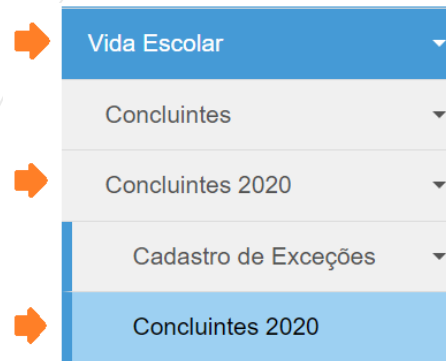 Vida Escolar
Concluintes
Concluintes 2020
Cadastro de Exceções
Concluintes 2020